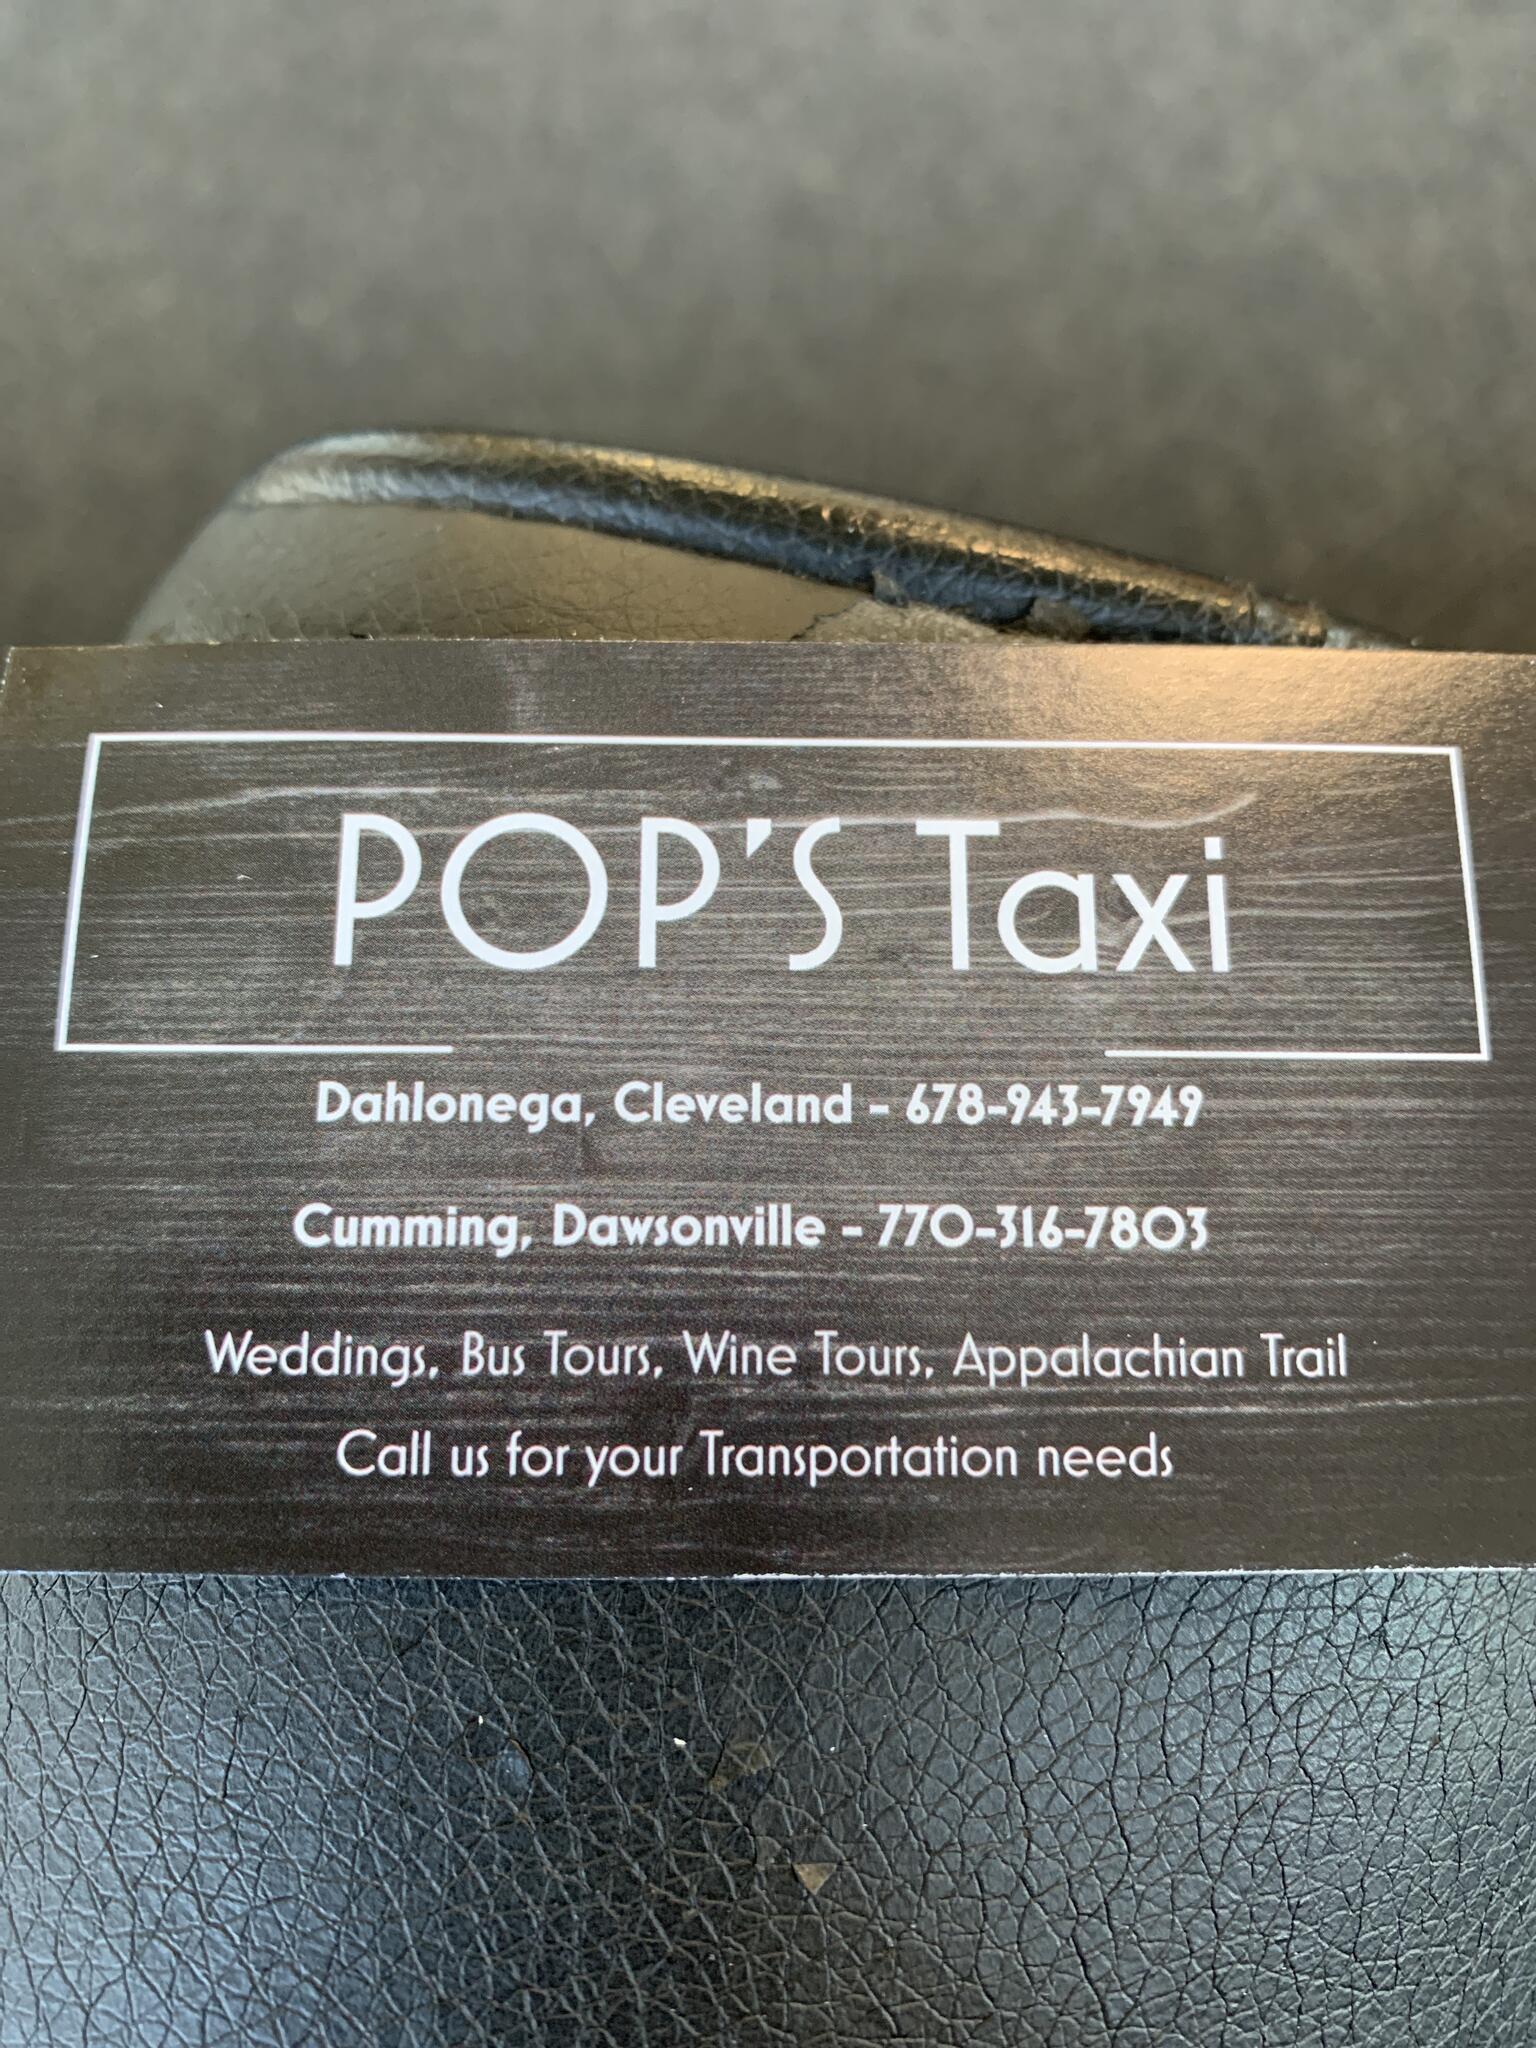 POP'S Taxi
Dahlonega, Cleveland - 678-943-7949
Cumming, Dawsonville - 770-316-7803
Weddings, Bus Tours, Wine Tours, Appalachian Trail
Call us for your Transportation needs